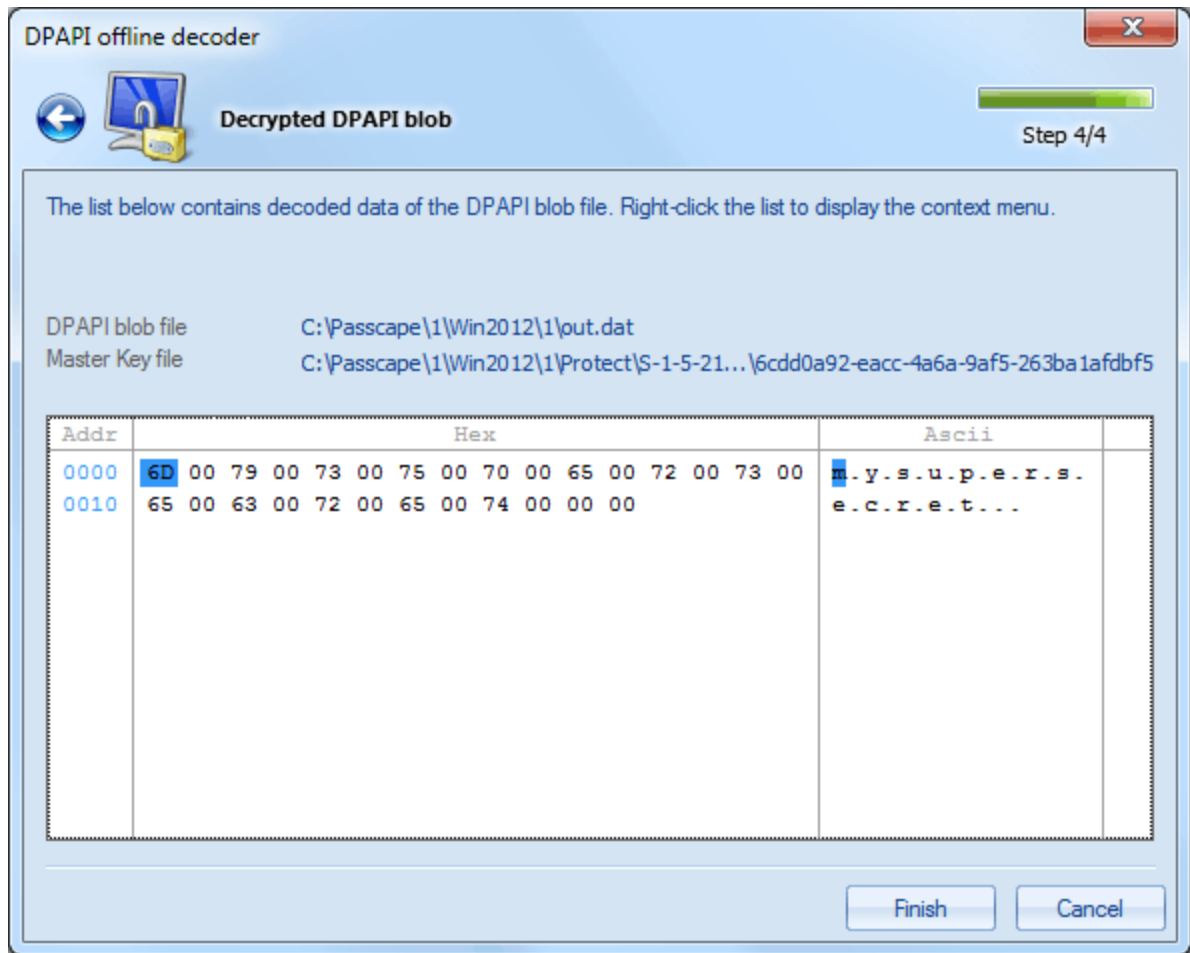 DPAPI offline decoder
Decrypted DPAPI blob
Step 4/4
The list below contains decoded data of the DPAPI blob file. Right-click the list to display the context menu.
DPAPI blob file C:\Passcape\1\Win2012\1\out.dat
Master Key file C:\Passcape\1\Win2012\1\Protect\S-1-5-21...\6cdd0a92-eacc-4a6a-9af5-263ba1afdbf5
Addr Hex Ascii
0000 6D 00 79 00 73 00 75 00 70 00 65 00 72 00 73 00 m.y.s.u.p.e.r.s.
0010 65 00 63 00 72 00 65 00 74 00 00 00 e.c.r.e.t...
Finish Cancel